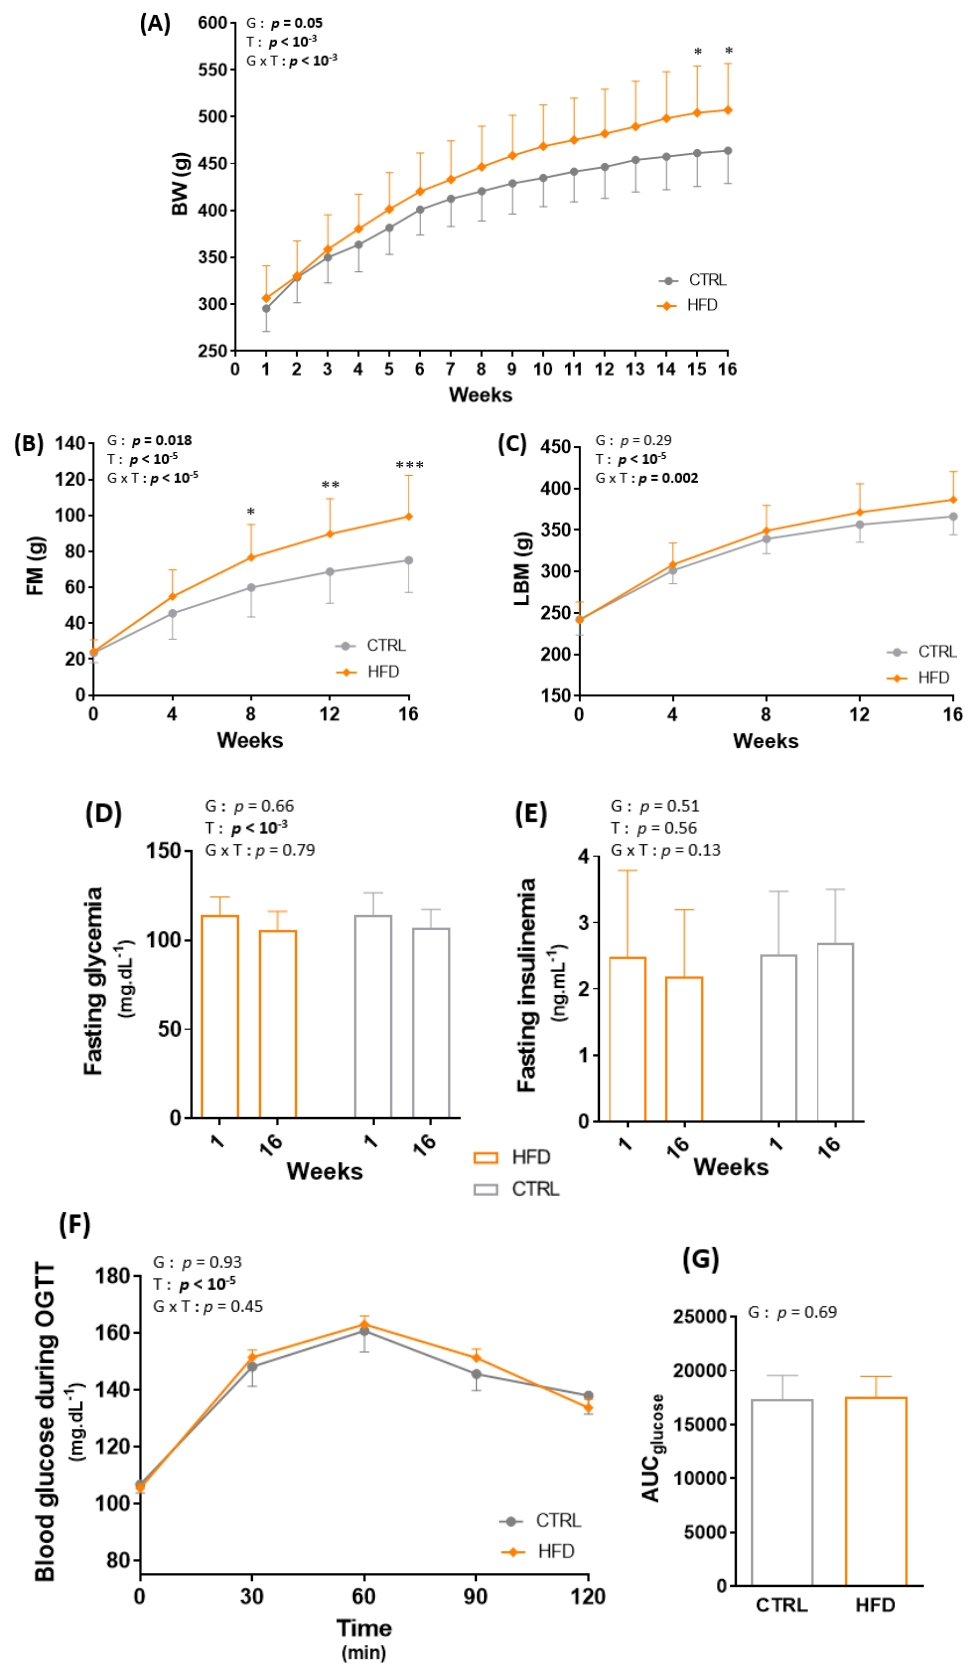 (A)
G : p = 0.05
T : p < 10⁻³
G x T : p < 10⁻³
600
550
500
450
400
350
300
250
BW (g)
* *
CTRL
HFD
0 1 2 3 4 5 6 7 8 9 10 11 12 13 14 15 16
Weeks
(B)
G : p = 0.018
T : p < 10⁻⁵
G x T : p < 10⁻⁵
140
120
100
80
60
40
20
0
FM (g)
* ** ***
CTRL
HFD
0 4 8 12 16
Weeks
(C)
G : p = 0.29
T : p < 10⁻⁵
G x T : p = 0.002
450
400
350
300
250
200
150
LBM (g)
CTRL
HFD
0 4 8 12 16
Weeks
(D)
G : p = 0.66
T : p < 10⁻³
G x T : p = 0.79
150
100
50
0
Fasting glycemia
(mg.dL⁻¹)
1 16 1 16
Weeks
(E)
G : p = 0.51
T : p = 0.56
G x T : p = 0.13
4
3
2
1
0
Fasting insulinemia
(ng.mL⁻¹)
1 16 1 16
Weeks
HFD
CTRL
(F)
G : p = 0.93
T : p < 10⁻⁵
G x T : p = 0.45
180
160
140
120
100
80
Blood glucose during OGTT
(mg.dL⁻¹)
CTRL
HFD
0 30 60 90 120
Time
(min)
(G)
G : p = 0.69
25000
20000
15000
10000
5000
0
AUCglucose
CTRL HFD